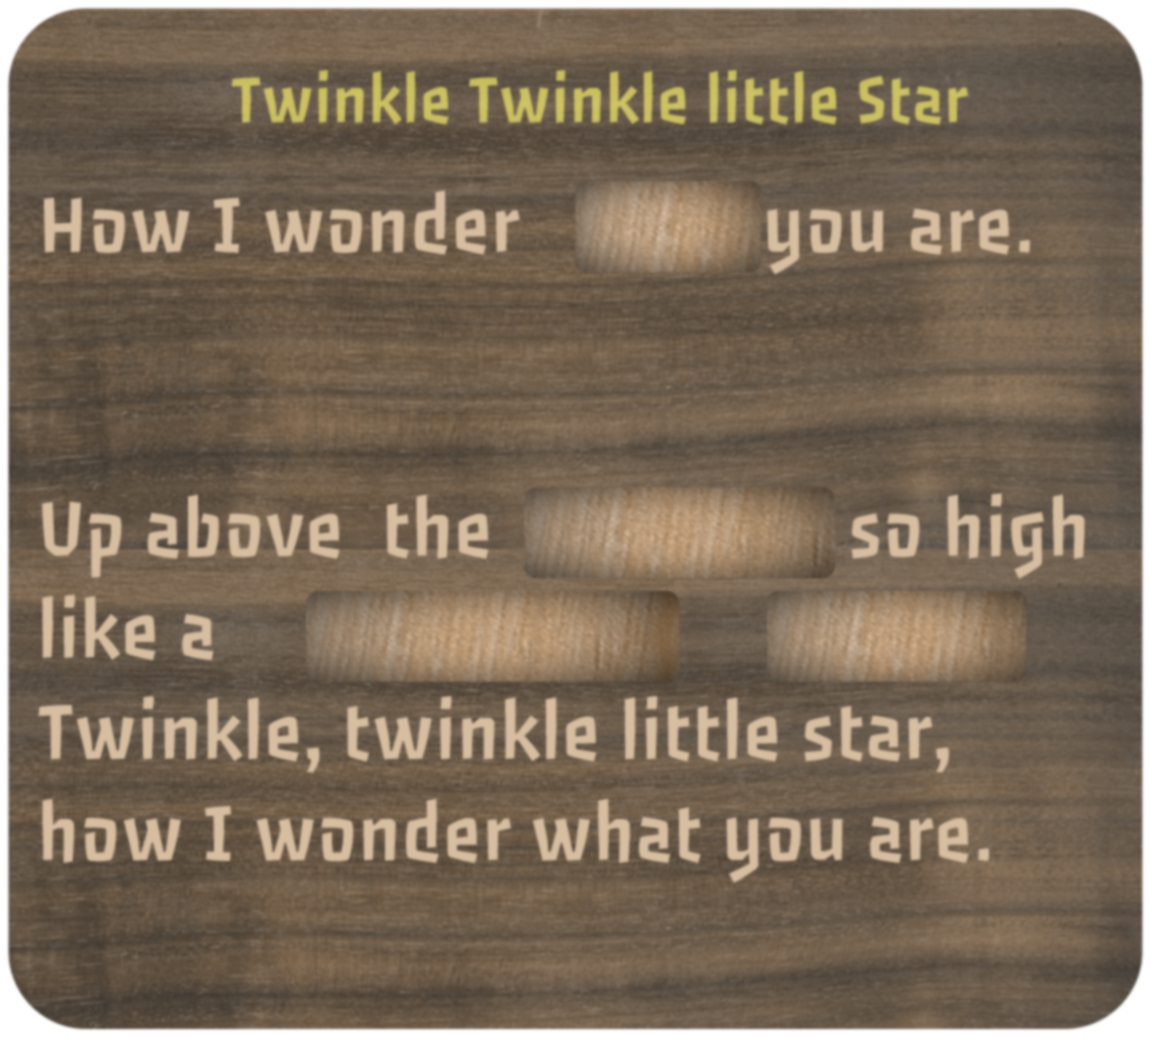 Twinkle Twinkle little Star
How I wonder you are.
Up above the so high
like a
Twinkle, twinkle little star,
how I wonder what you are.